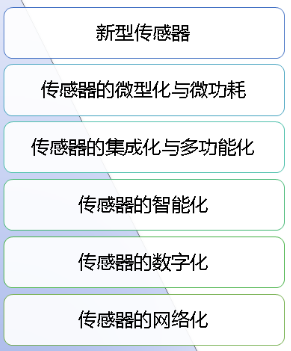 新型传感器
传感器的微型化与微功耗
传感器的集成化与多功能化
传感器的智能化
传感器的数字化
传感器的网络化